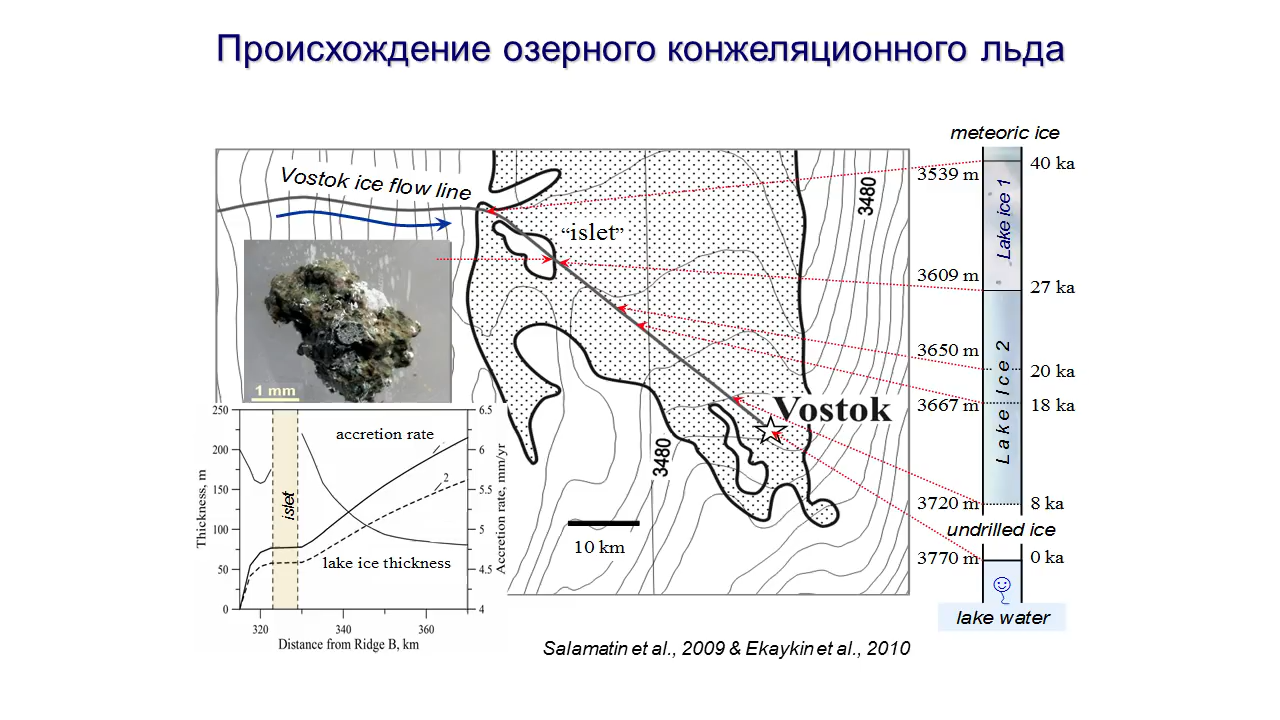 Происхождение озерного конжеляционного льда
meteoric ice
40 ka
3539 m
Vostok ice flow line
3480
Lake ice 1
“islet”
3609 m
27 ka
3650 m
20 ka
Lake Ice 2
3667 m
18 ka
1 mm
Vostok
3480
3720 m
8 ka
undrilled ice
10 km
3770 m
0 ka
lake water
250
200
150
100
50
0
Thickness, m
6.5
6
5.5
5
4.5
4
Accretion rate, mm/yr
accretion rate
2
islet
lake ice thickness
320
340
360
Distance from Ridge B, km
Salamatin et al., 2009 & Ekaykin et al., 2010